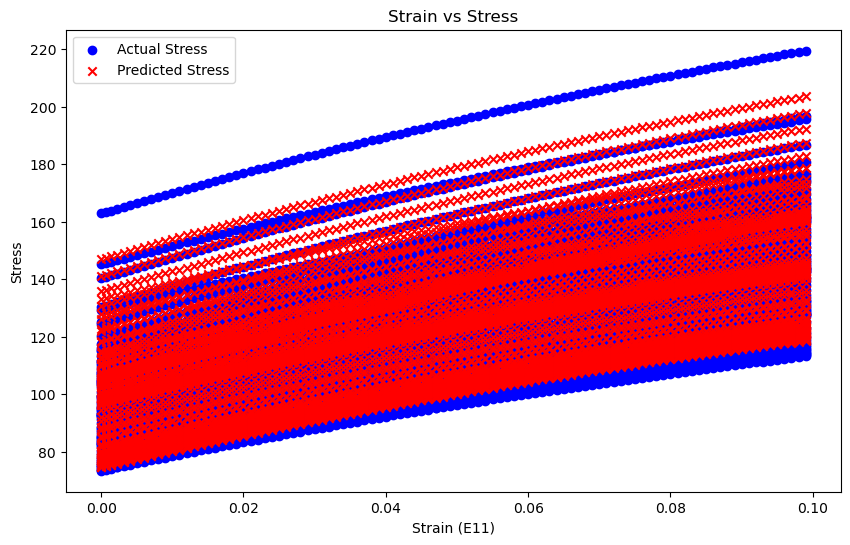 Strain vs Stress
Actual Stress
Predicted Stress
220
200
180
160
140
120
100
80
Stress
0.00
0.02
0.04
0.06
0.08
0.10
Strain (E11)